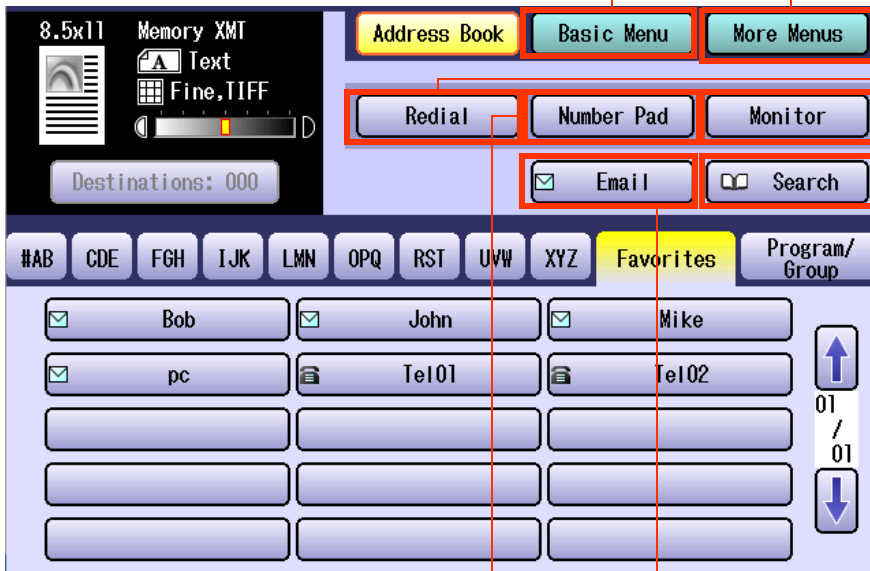 8.5x11 Memory XMT
A Text
Fine,TIFF
Destinations: 000
Address Book Basic Menu More Menus
Redial Number Pad Monitor
Email Search
#AB CDE FGH IJK LMN OPQ RST UVW XYZ Favorites Program/
Group
Bob John Mike
pc Tel01 Tel02
01
/
01